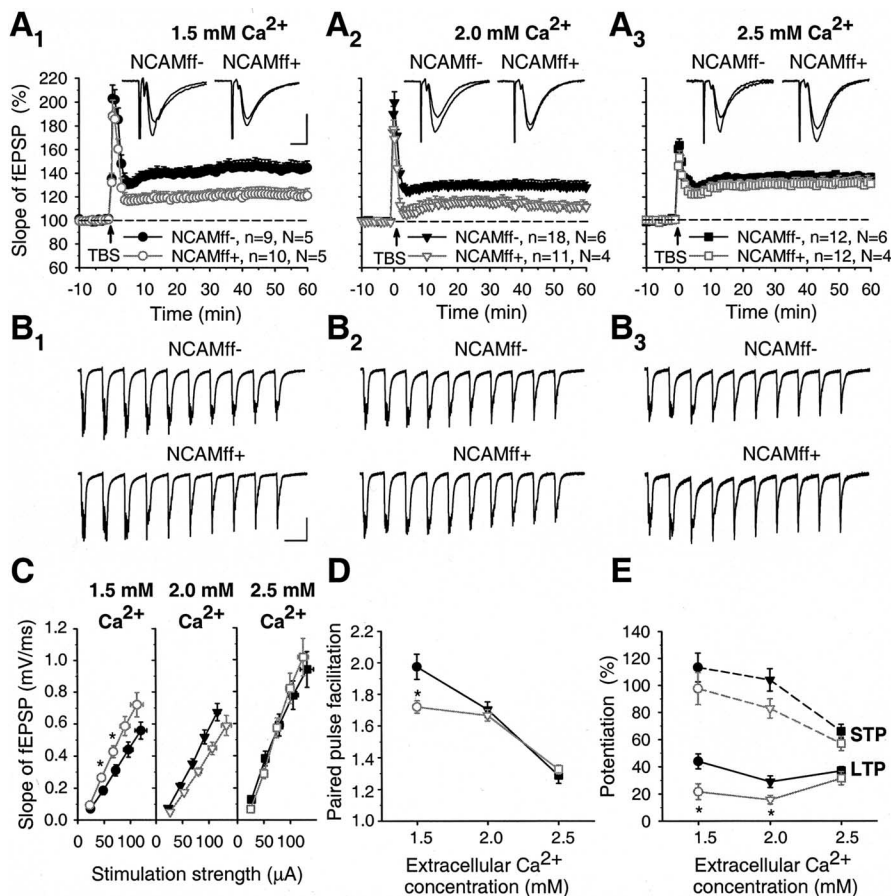 A1 1.5 mM Ca2+
NCAMff- NCAMff+
Slope of fEPSP (%)
220
200
180
160
140
120
100
80
60
TBS
NCAMff-, n=9, N=5
NCAMff+, n=10, N=5
-10 0 10 20 30 40 50 60
Time (min)
A2 2.0 mM Ca2+
NCAMff- NCAMff+
TBS
NCAMff-, n=18, N=6
NCAMff+, n=11, N=4
-10 0 10 20 30 40 50 60
Time (min)
A3 2.5 mM Ca2+
NCAMff- NCAMff+
TBS
NCAMff-, n=12, N=6
NCAMff+, n=12, N=4
-10 0 10 20 30 40 50 60
Time (min)
B1
NCAMff-
NCAMff+
B2
NCAMff-
NCAMff+
B3
NCAMff-
NCAMff+
C
1.5 mM Ca2+
2.0 mM Ca2+
2.5 mM Ca2+
Slope of fEPSP (mV/ms)
1.2
1.0
0.8
0.6
0.4
0.2
0.0
* *
0 50 100 0 50 100 0 50 100
Stimulation strength (µA)
D
Paired pulse facilitation
2.2
2.0
1.8
1.6
1.4
1.2
1.0
*
1.5 2.0 2.5
Extracellular Ca2+
concentration (mM)
E
Potentiation (%)
140
120
100
80
60
40
20
0
STP
LTP
* *
1.5 2.0 2.5
Extracellular Ca2+
concentration (mM)